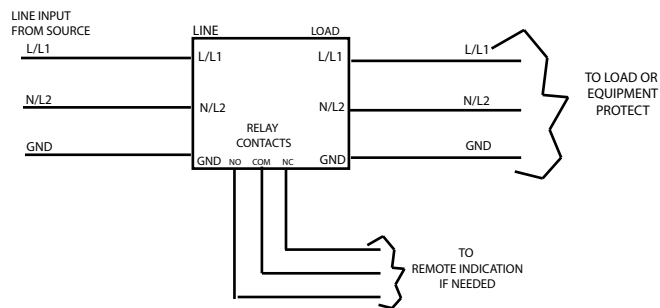 LINE INPUT
FROM SOURCE
L/L1
N/L2
GND
LINE
LOAD
L/L1
L/L1
N/L2
N/L2
RELAY
CONTACTS
GND
NO
COM
NC
GND
L/L1
N/L2
GND
TO LOAD OR
EQUIPMENT
PROTECT
TO
REMOTE INDICATION
IF NEEDED